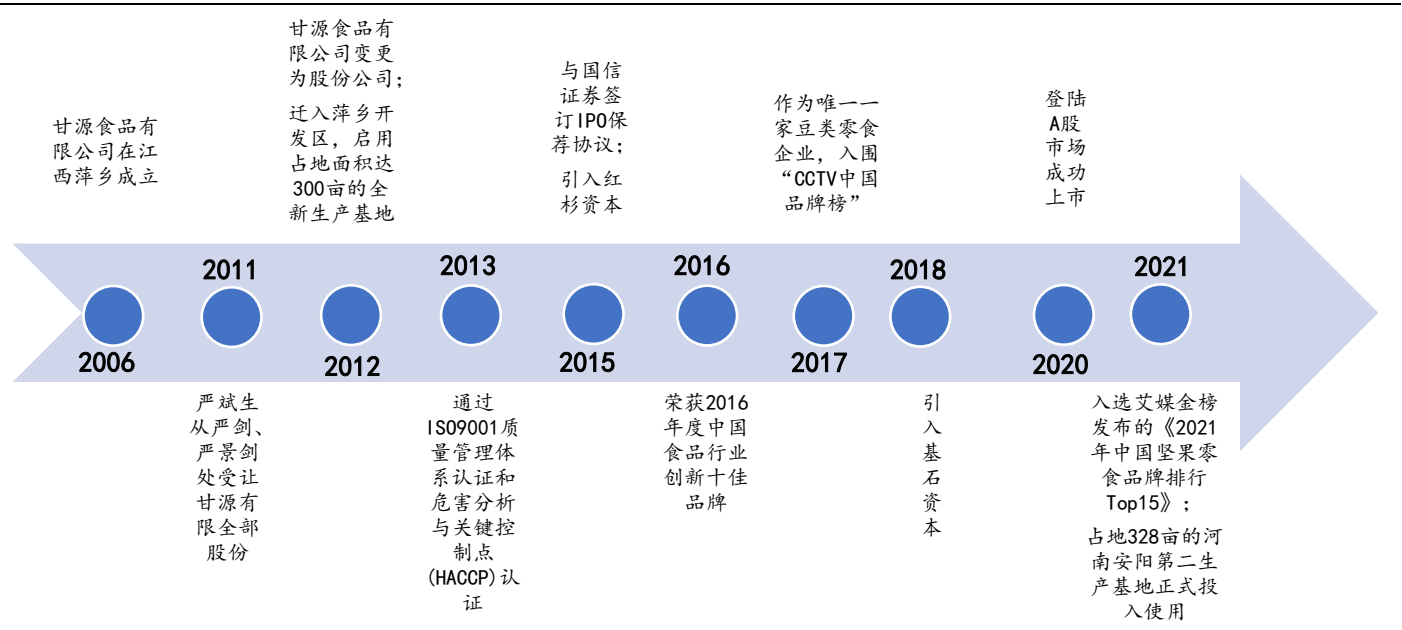 甘源食品有
限公司在江
西萍乡成立
2006
2011
严斌生
从严剑、
严景剑
处受让
甘源有
限全部
股份
甘源食品有
限公司变更
为股份公司；
迁入萍乡开
发区，启用
占地面积达
300亩的全
新生产基地
2012
2013
通过
ISO9001质
量管理体
系认证和
危害分析
与关键控
制点
(HACCP)认
证
与国信
证券签
订IPO保
荐协议；
引入红
杉资本
2015
2016
荣获2016
年度中国
食品行业
创新十佳
品牌
作为唯一一
家豆类零食
企业，入围
“CCTV中国
品牌榜”
2017
2018
引
入
基
石
资
本
登陆
A股
市场
成功
上市
2020
2021
入选艾媒金榜
发布的《2021
年中国坚果零
食品牌排行
Top15》；
占地328亩的河
南安阳第二生
产基地正式投
入使用